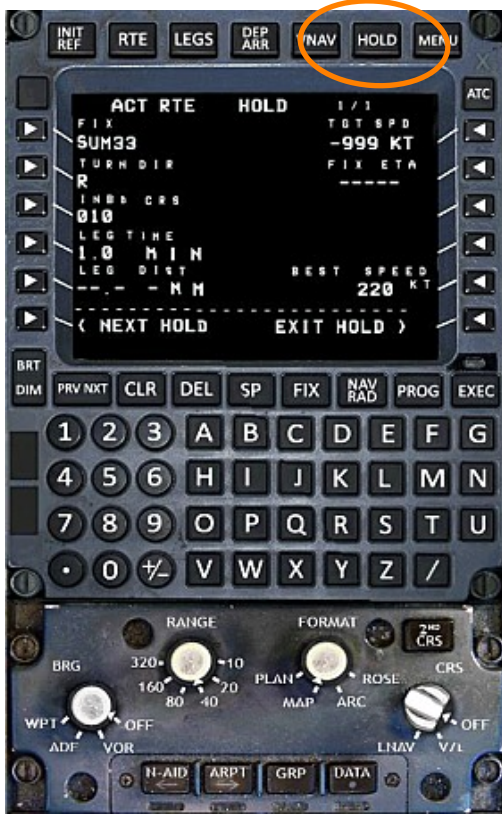 INIT REF RTE LEGS DEP ARR VNAV HOLD MENU
ATC
ACT RTE HOLD 1/1
FIX TGT SPD
SUM33 -999 KT
TURN DIR FIX ETA
R -----
INBD CRS
010
LEG TIME
1.0 MIN
LEG DIST BEST SPEED
--.- -NM 220 KT
< NEXT HOLD EXIT HOLD >
BRT
DIM PRV NXT CLR DEL SP FIX NAV RAD PROG EXEC
1 2 3 A B C D E F G
4 5 6 H I J K L M N
7 8 9 O P Q R S T U
. 0 +/- V W X Y Z /
RANGE FORMAT 2ND CRS
BRG 320 10 PLAN ROSE CRS
160 80 40 20 MAP ARC
WPT OFF OFF
ADF VOR LNAV V/L
N-AID ARPT GRP DATA